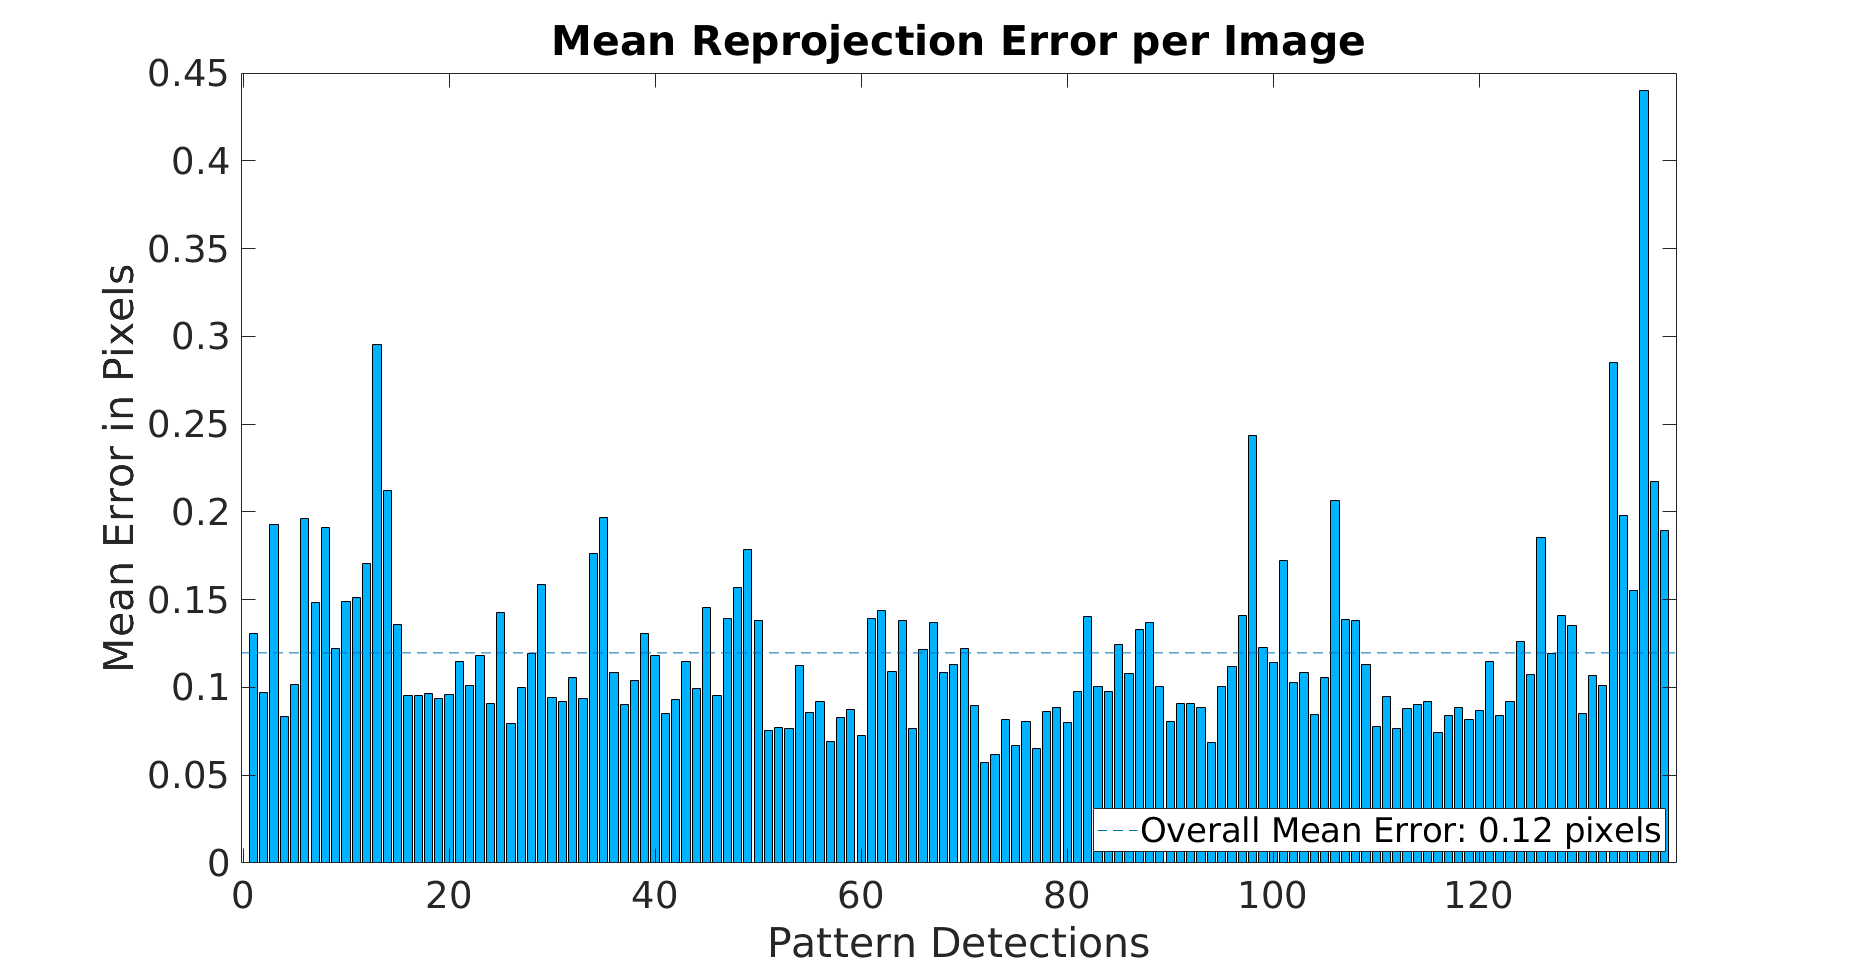 Mean Reprojection Error per Image
0.45
0.4
0.35
0.3
0.25
0.2
0.15
0.1
0.05
0
Mean Error in Pixels
Overall Mean Error: 0.12 pixels
0 20 40 60 80 100 120
Pattern Detections